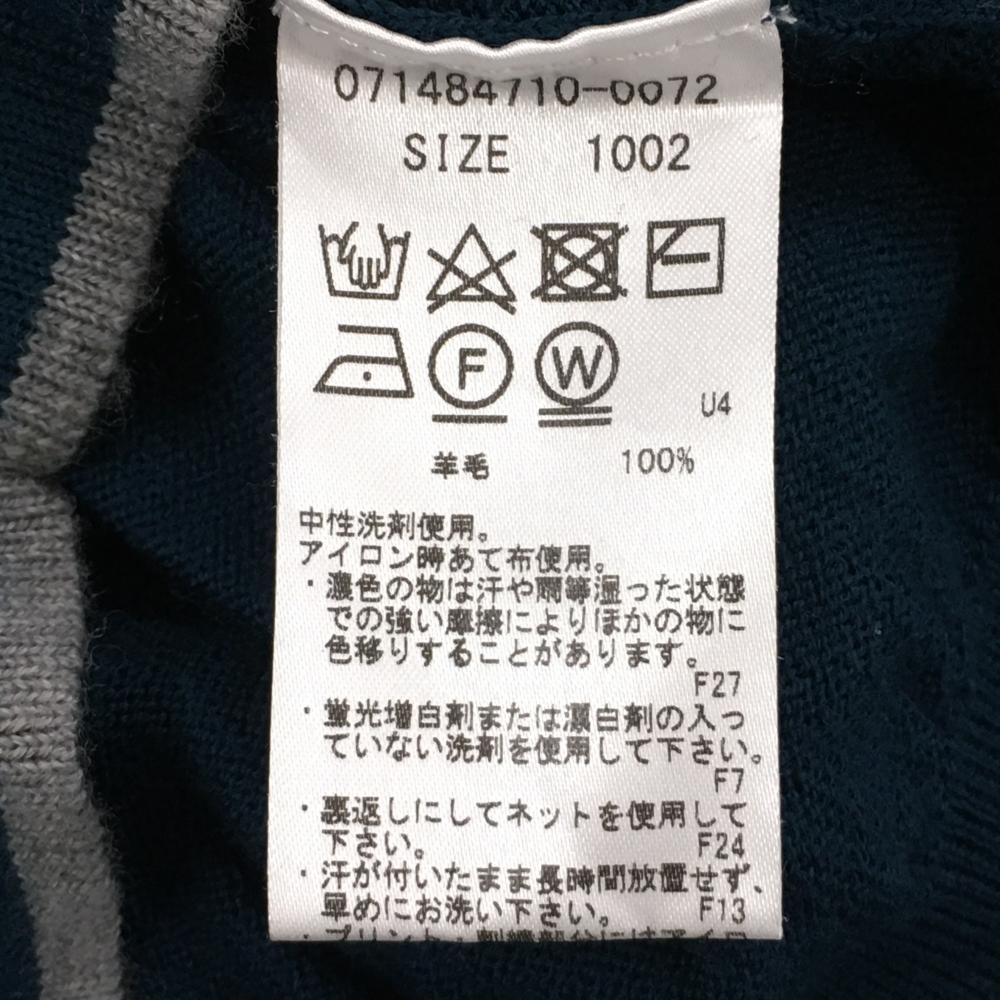 071484710-0072
SIZE 1002
F W
U4
羊毛 100%
中性洗剤使用。
アイロン時あて布使用。
・濃色の物は汗や雨等湿った状態
での強い摩擦によりほかの物に
色移りすることがあります。
F27
・蛍光増白剤または漂白剤の入っ
ていない洗剤を使用して下さい。
F7
・裏返しにしてネットを使用して
下さい。 F24
・汗が付いたまま長時間放置せず、
早めにお洗い下さい。 F13